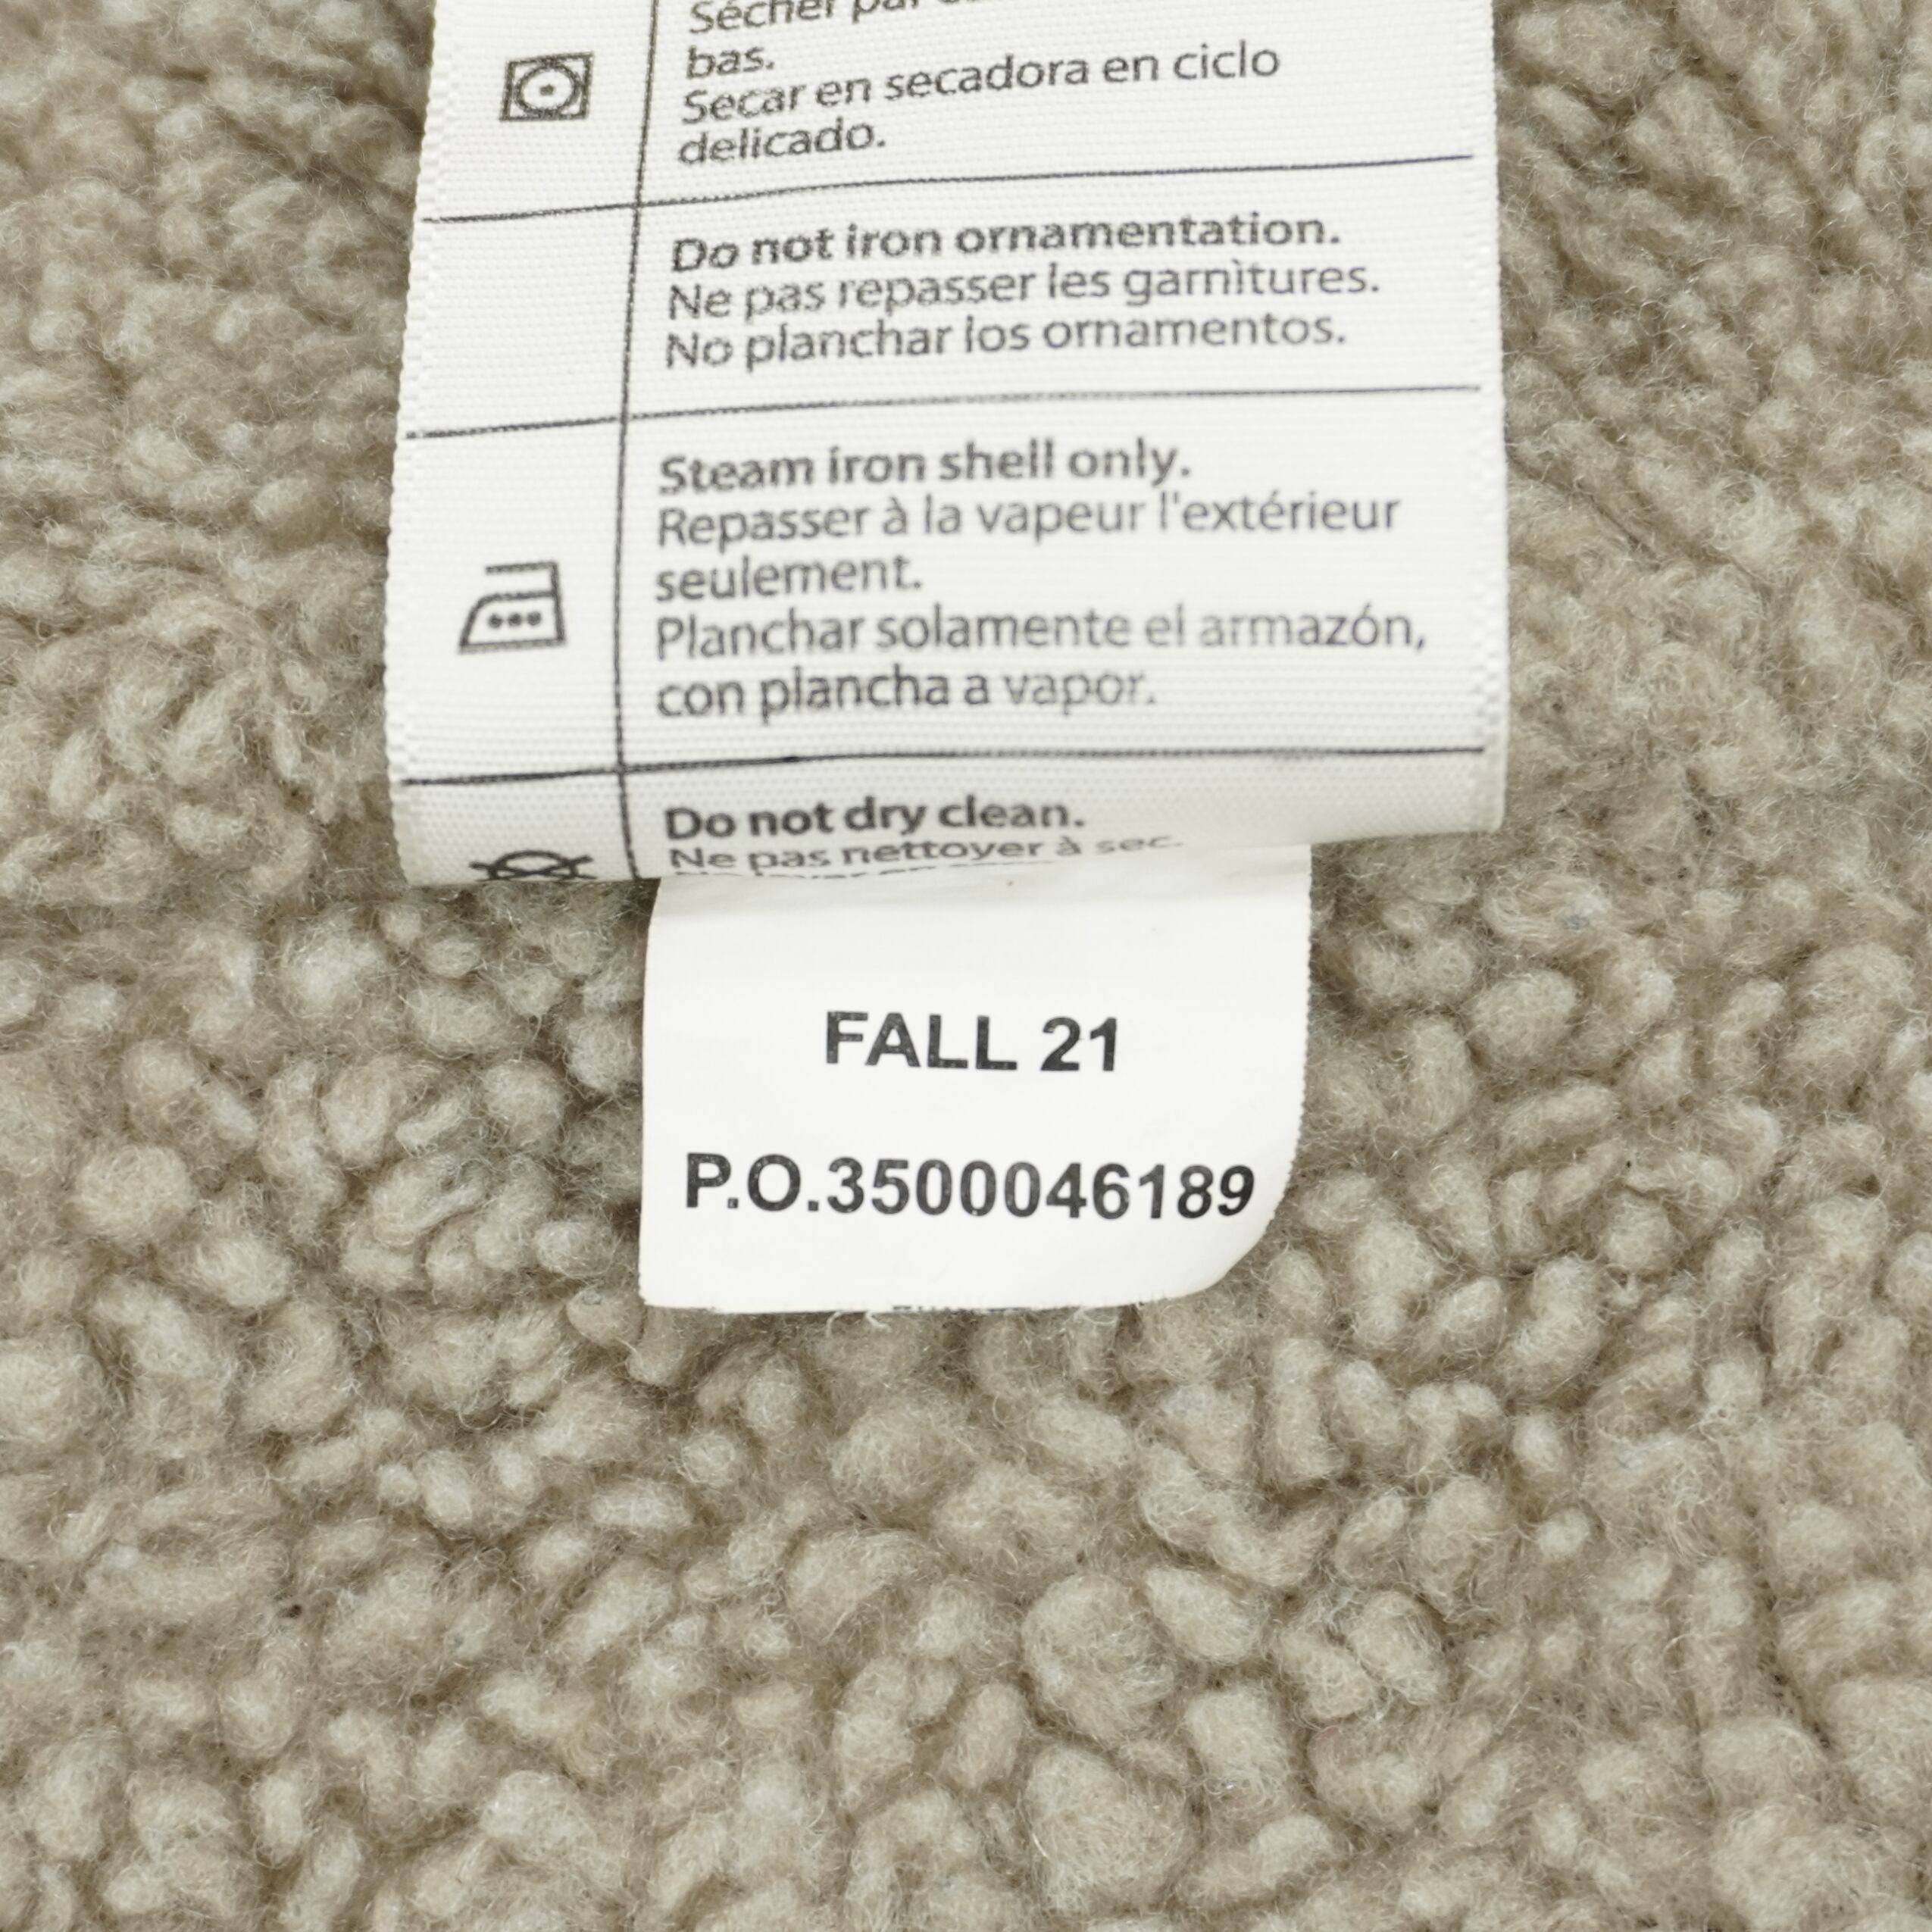 Sécher
bas.
Secar en secadora en ciclo
delicado.
Do not iron ornamentation.
Ne pas repasser les garnitures.
No planchar los ornamentos.
Steam iron shell only.
Repasser à la vapeur l'extérieur
seulement.
Planchar solamente el armazón,
con plancha a vapor.
Do not dry clean.
Ne pas nettoyer à sec.
FALL 21
P.O.3500046189